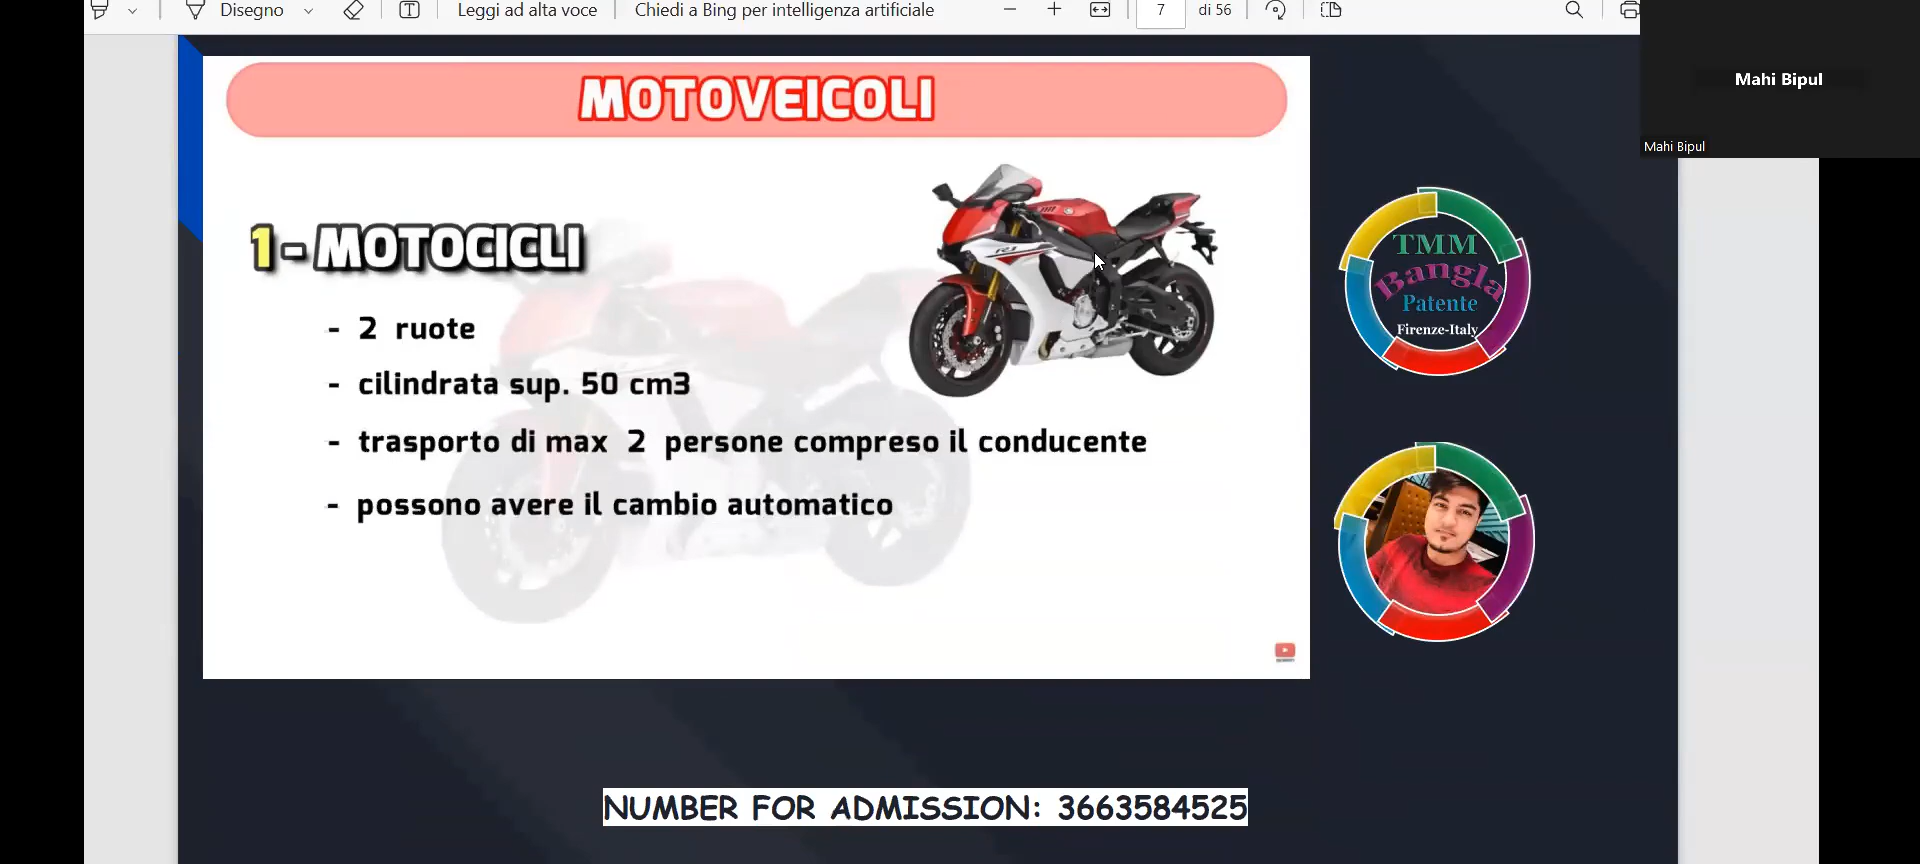 Disegno
Leggi ad alta voce
Chiedi a Bing per intelligenza artificiale
7
di 56
Mahi Bipul
Mahi Bipul
MOTOVEICOLI
1 - MOTOCICLI
- 2 ruote
- cilindrata sup. 50 cm3
- trasporto di max 2 persone compreso il conducente
- possono avere il cambio automatico
R1
TMM
Bangla
Patente
Firenze-Italy
NUMBER FOR ADMISSION: 3663584525